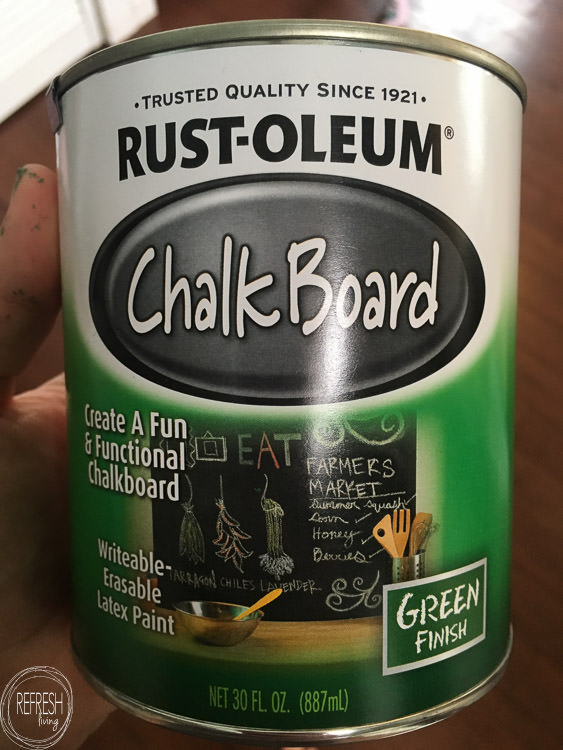 •TRUSTED QUALITY SINCE 1921•
RUST-OLEUM®
Chalk Board
Create A Fun
& Functional
Chalkboard
EAT
FARMERS
MARKET
Summer Squash
Corn
Honey
Berries
TARRAGON CHILES LAVENDER
Writeable-
Erasable
Latex Paint
GREEN
FINISH
NET 30 FL. OZ. (887mL)
REFRESH
living